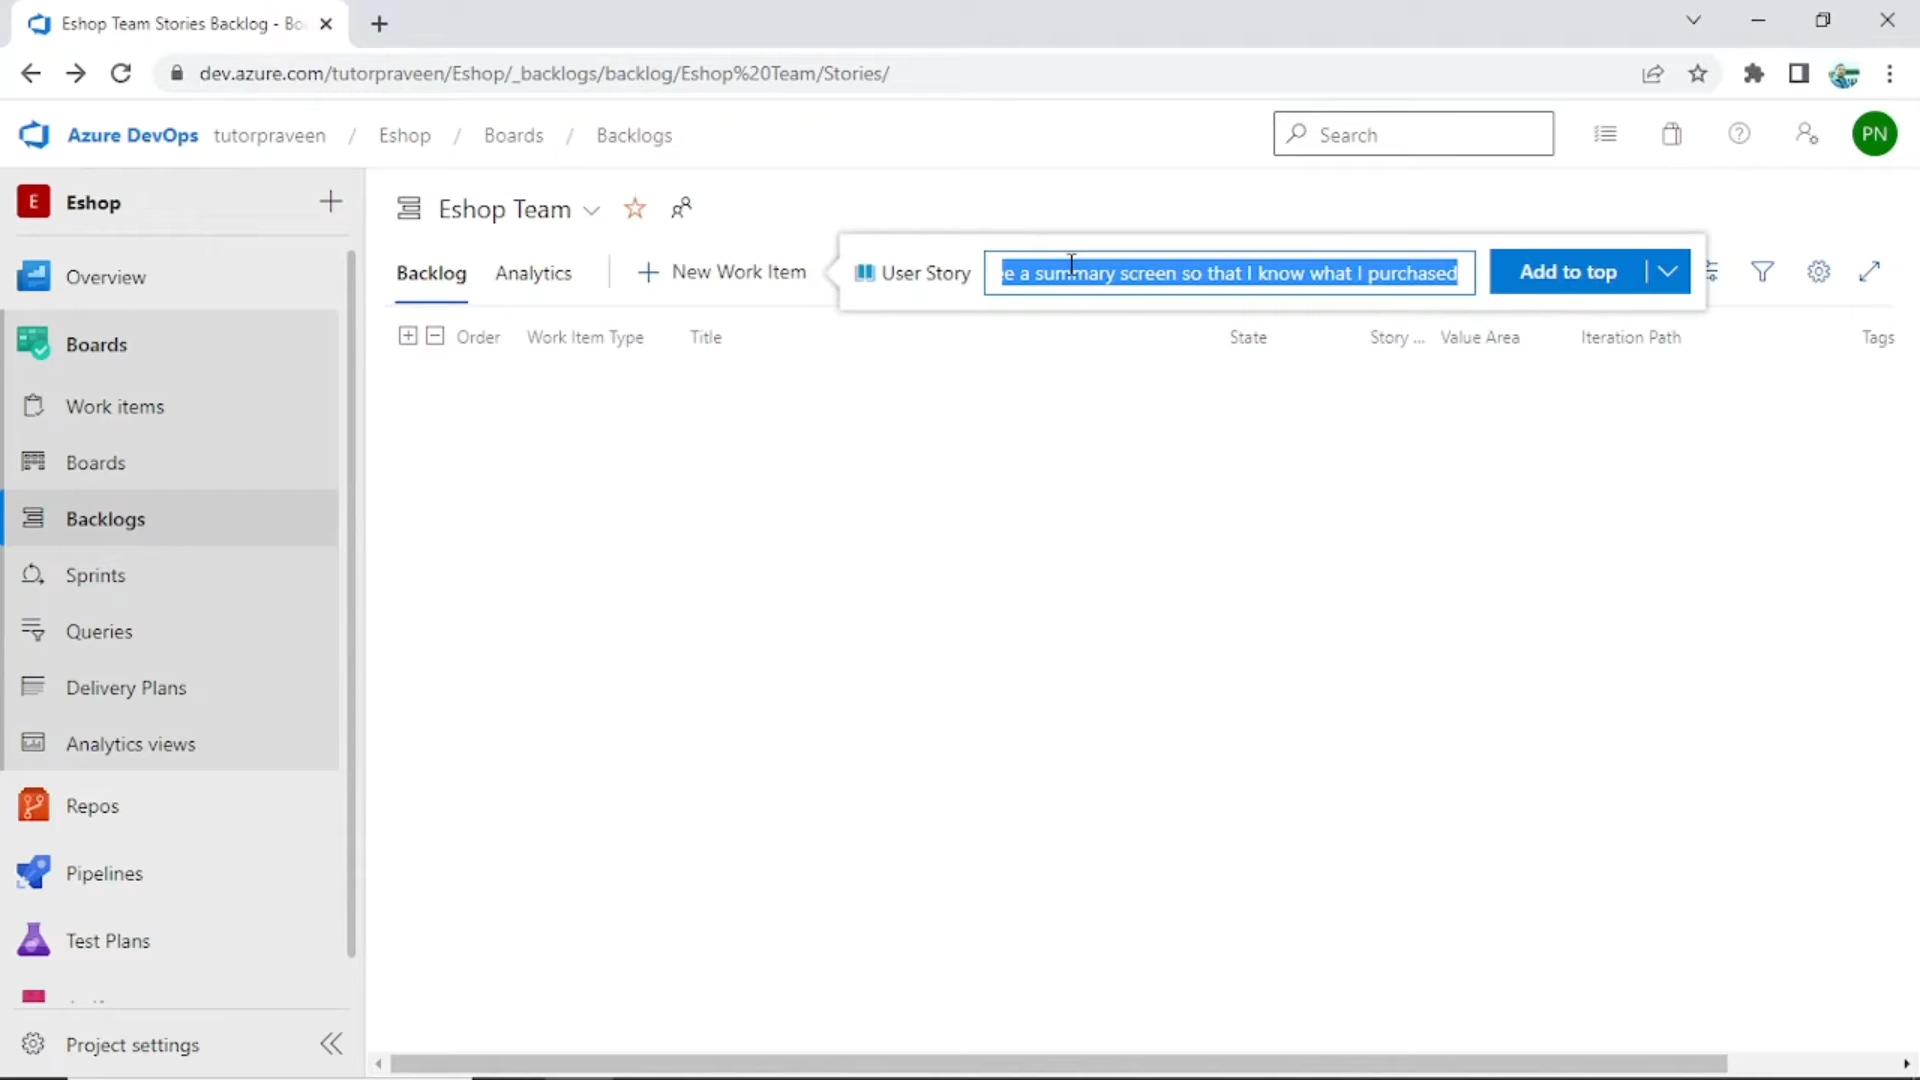 Eshop Team Stories Backlog - Bo
dev.azure.com/tutorpraveen/Eshop/_backlogs/backlog/Eshop%20Team/Stories/
Azure DevOps tutorpraveen / Eshop / Boards / Backlogs
Search
PN
E Eshop
Eshop Team
Backlog Analytics New Work Item User Story e a summary screen so that I know what I purchased Add to top
Order Work Item Type Title State Story ... Value Area Iteration Path Tags
Overview
Boards
Work items
Boards
Backlogs
Sprints
Queries
Delivery Plans
Analytics views
Repos
Pipelines
Test Plans
Project settings